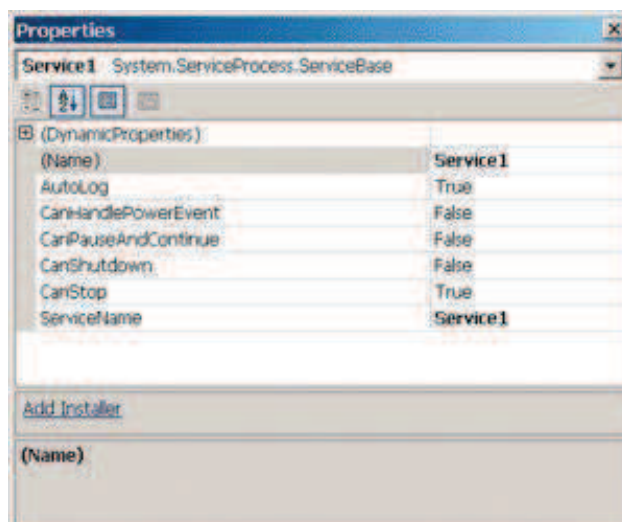 Properties
Service1 System.ServiceProcess.ServiceBase
(DynamicProperties)
(Name) Service1
AutoLog True
CanHandlePowerEvent False
CanPauseAndContinue False
CanShutdown False
CanStop True
ServiceName Service1
Add Installer
(Name)